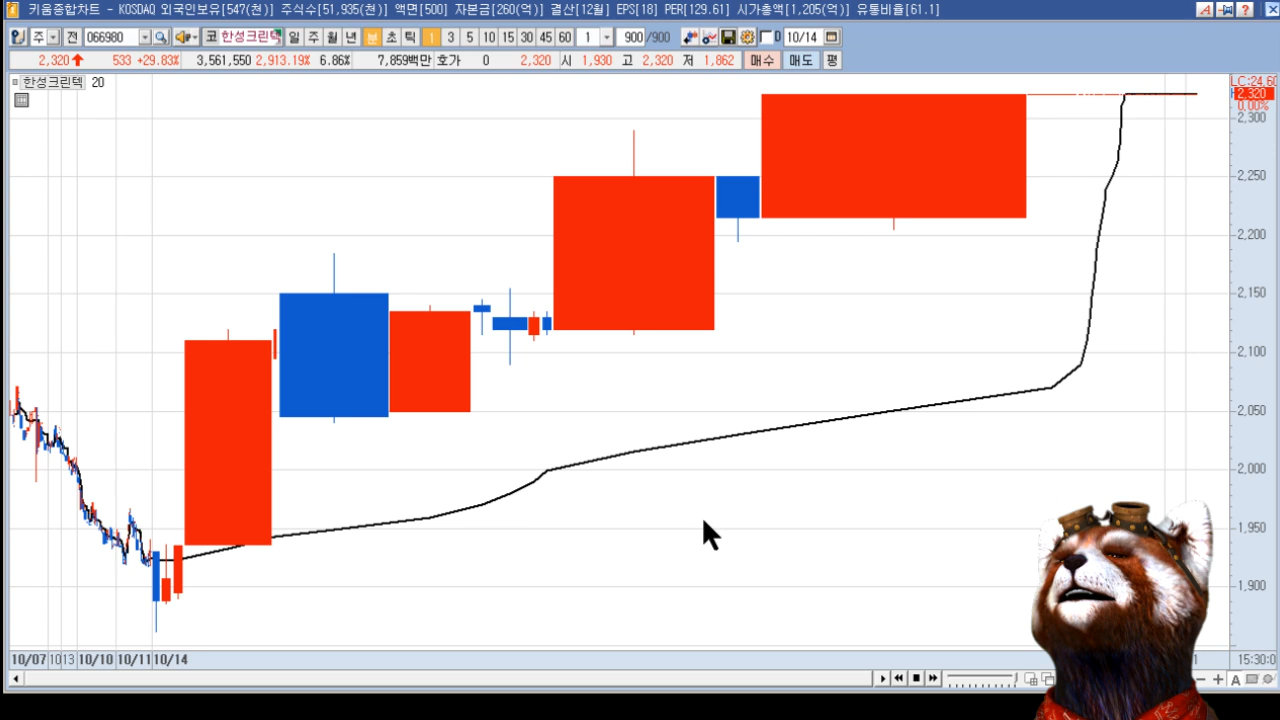 키움종합차트 - KOSDAQ 외국인보유[547(천)] 주식수[51,935(천)] 액면[500] 자본금[260(억)] 결산[12월] EPS[18] PER[129.61] 시가총액[1,205(억)] 유통비율[61.1]
주 전 066980 코 한성크린텍 일 주 월 년 분 초 틱 1 3 5 10 15 30 45 60 1 900 /900 D 10/14
2,320 533 +29.83% 3,561,550 2,913.19% 6.86% 7,859백만 호가 0 2,320 시 1,930 고 2,320 저 1,862 매수 매도 평
한성크린텍 20
LC:24,60
2,320
0,00%
2,300
2,250
2,200
2,150
2,100
2,050
2,000
1,950
1,900
10/07 10 13 10/10 10/11 10/14 15:30:0
A